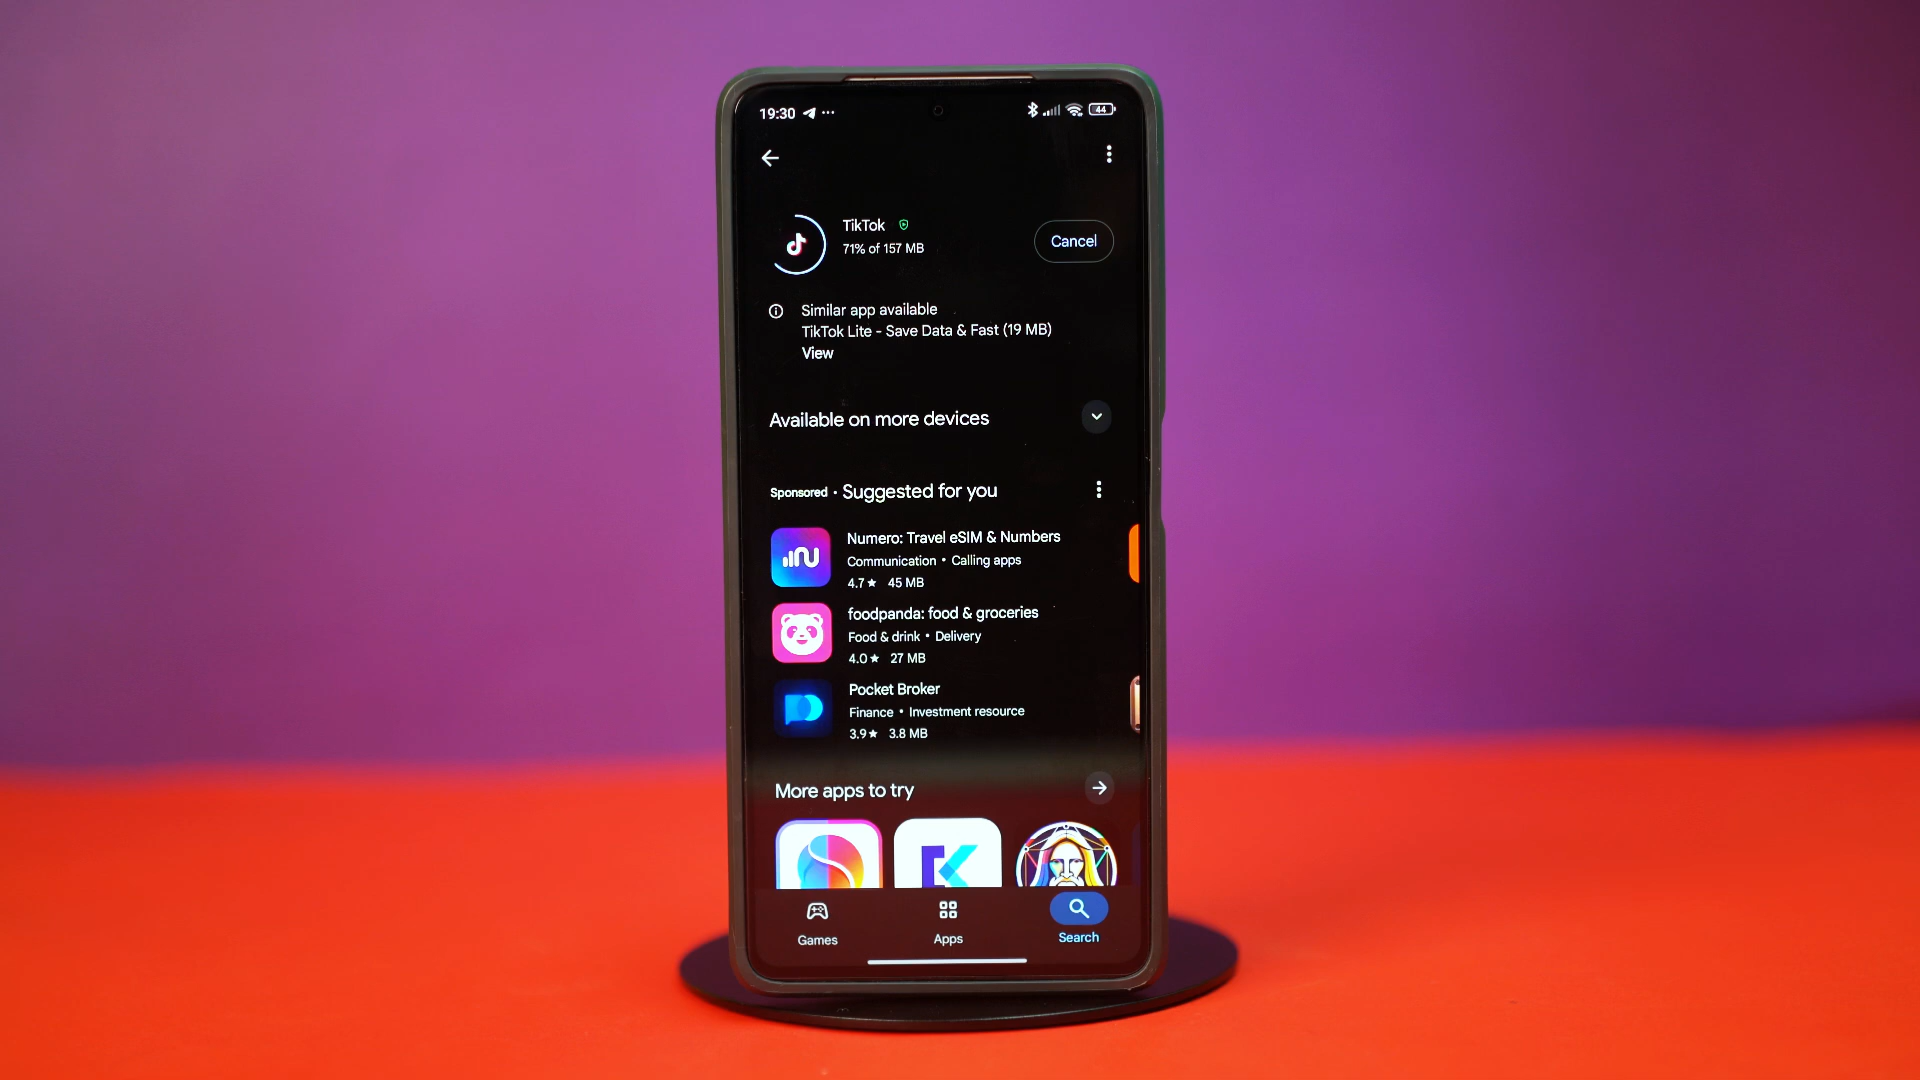 19:30
44
TikTok
71% of 157 MB
Cancel
Similar app available
TikTok Lite - Save Data & Fast (19 MB)
View
Available on more devices
Sponsored · Suggested for you
Numero: Travel eSIM & Numbers
Communication • Calling apps
4.7★ 45 MB
foodpanda: food & groceries
Food & drink • Delivery
4.0★ 27 MB
Pocket Broker
Finance • Investment resource
3.9★ 3.8 MB
More apps to try
Games
Apps
Search